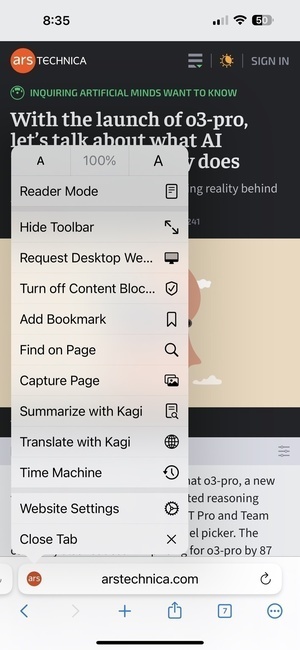 8:35
50
ars TECHNICA
SIGN IN
INQUIRING ARTIFICIAL MINDS WANT TO KNOW
With the launch of o3-pro,
let's talk about what AI
does
ing reality behind
241
A 100% A
Reader Mode
Hide Toolbar
Request Desktop We...
Turn off Content Bloc...
Add Bookmark
Find on Page
Capture Page
Summarize with Kagi
Translate with Kagi
Time Machine
Website Settings
Close Tab
hat o3-pro, a new
ted reasoning
T Pro and Team
el picker. The
for o3-pro by 87
ars arstechnica.com
7